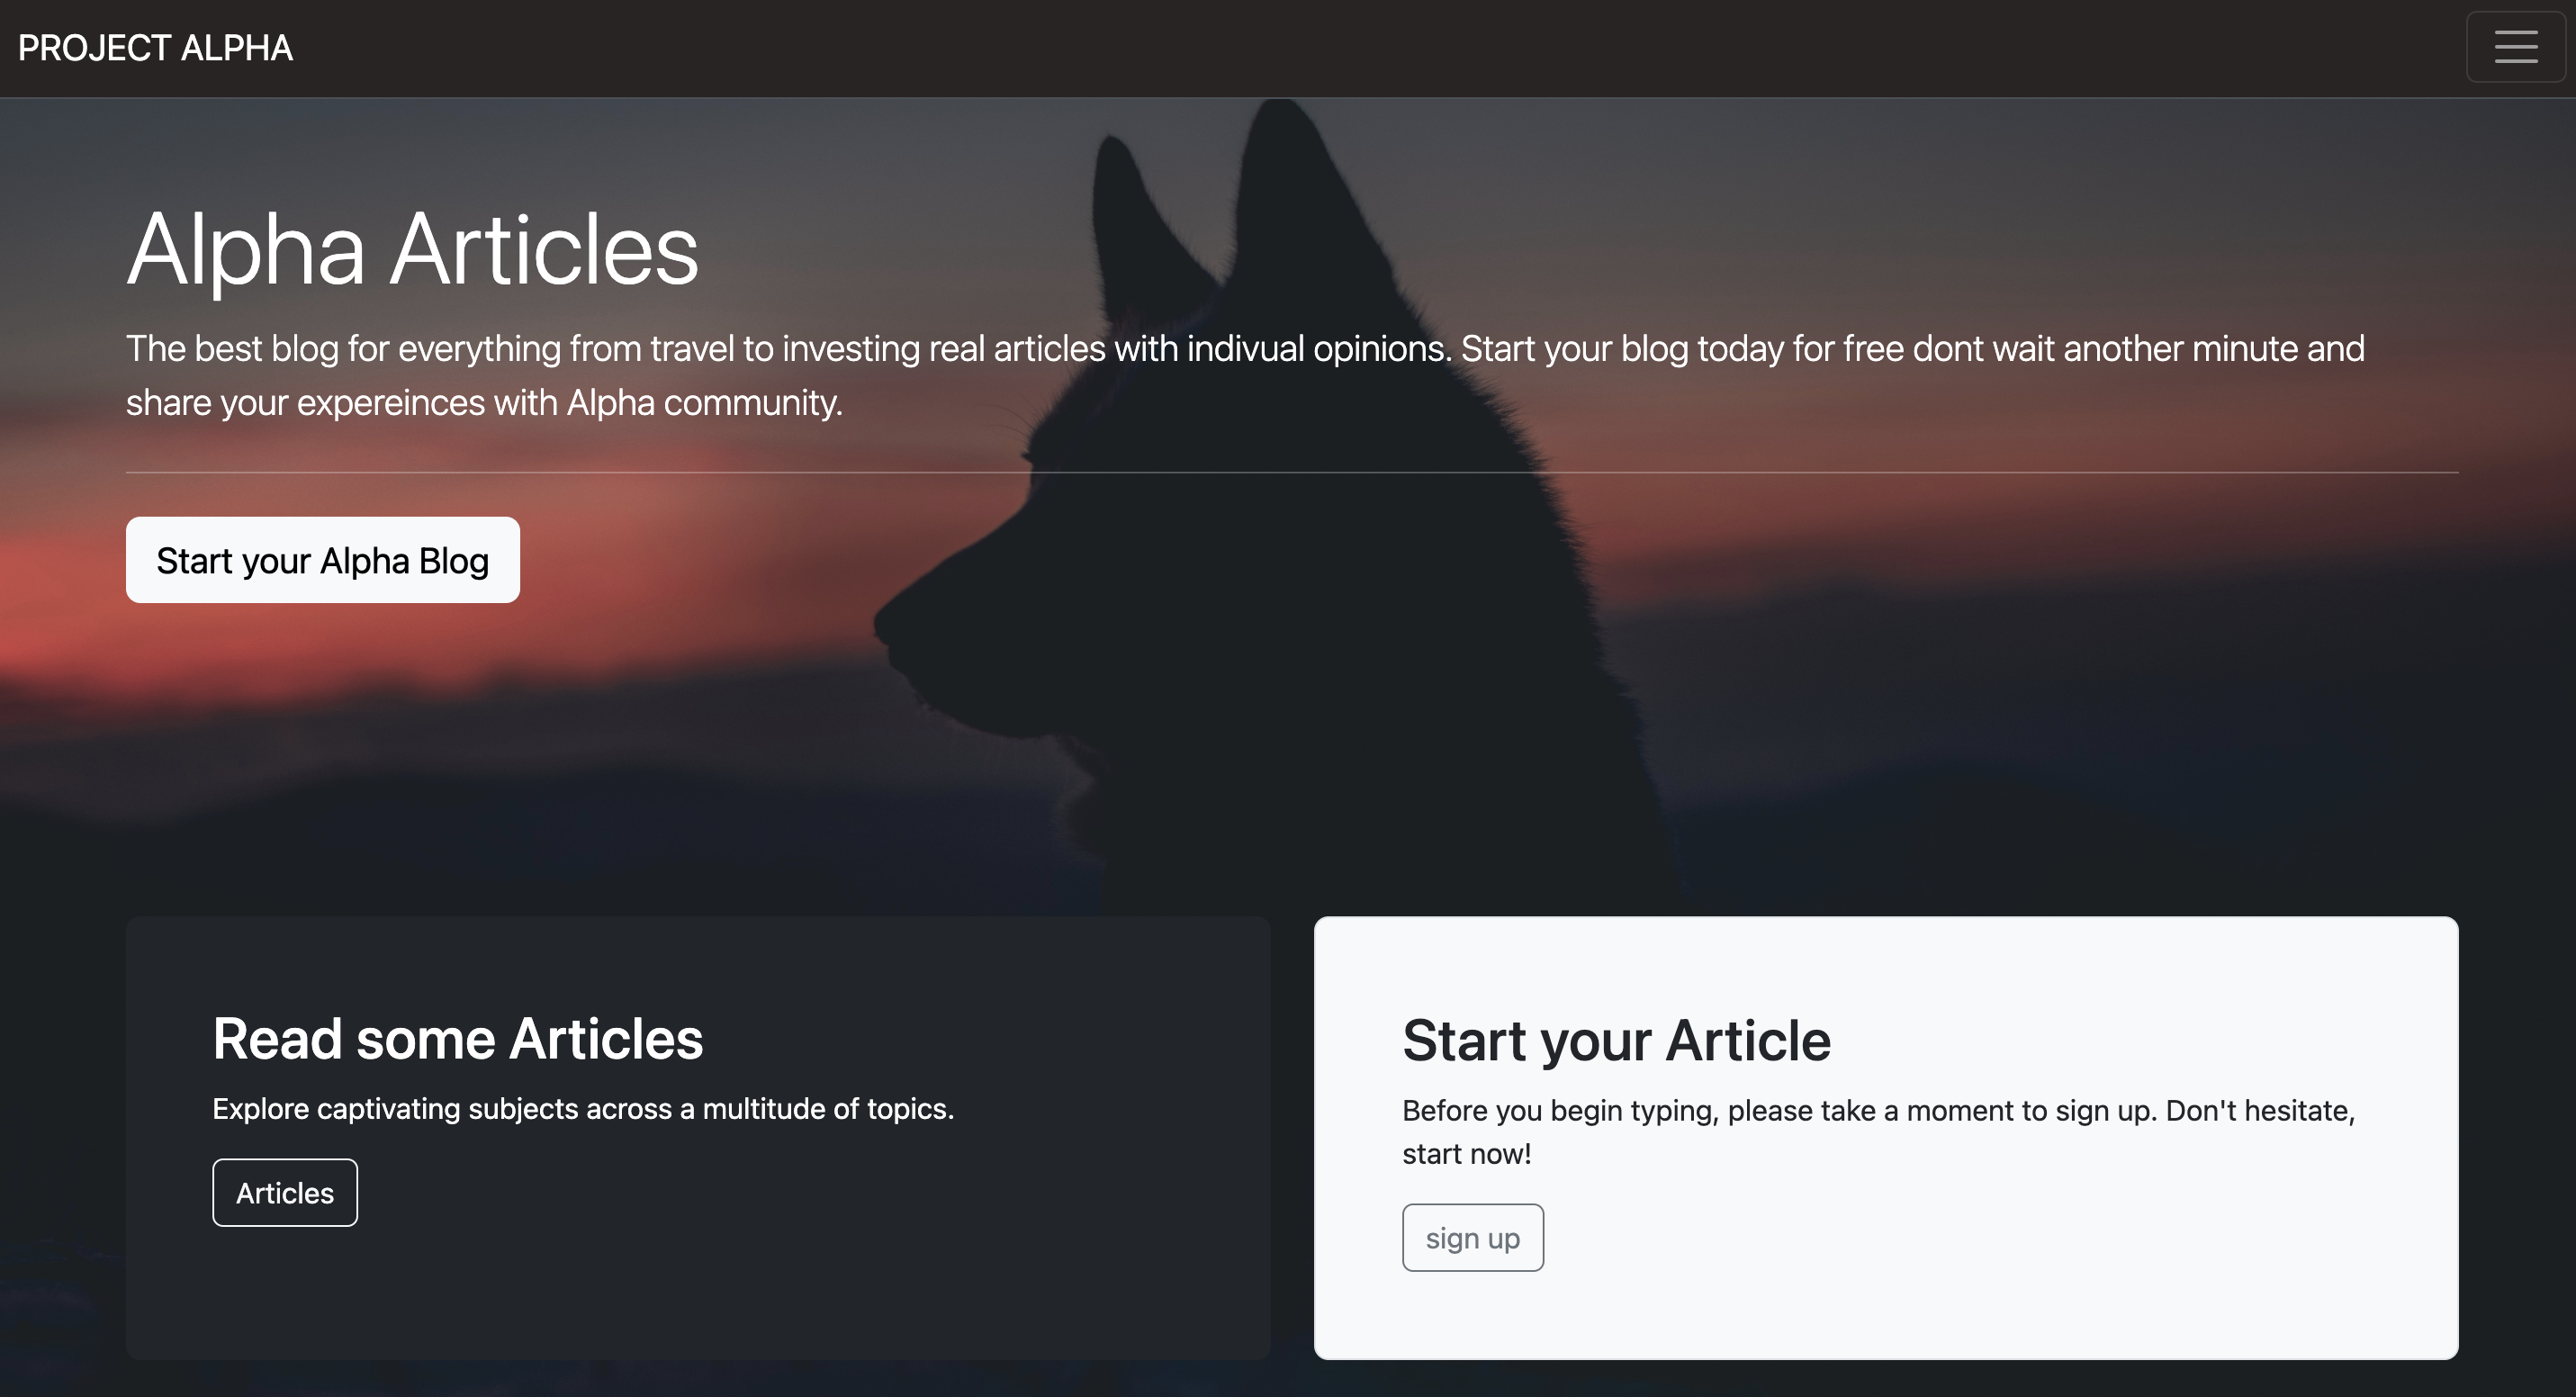 PROJECT ALPHA
Alpha Articles
The best blog for everything from travel to investing real articles with indivual opinions. Start your blog today for free dont wait another minute and
share your expereinces with Alpha community.
Start your Alpha Blog
Read some Articles
Explore captivating subjects across a multitude of topics.
Articles
Start your Article
Before you begin typing, please take a moment to sign up. Don't hesitate,
start now!
sign up